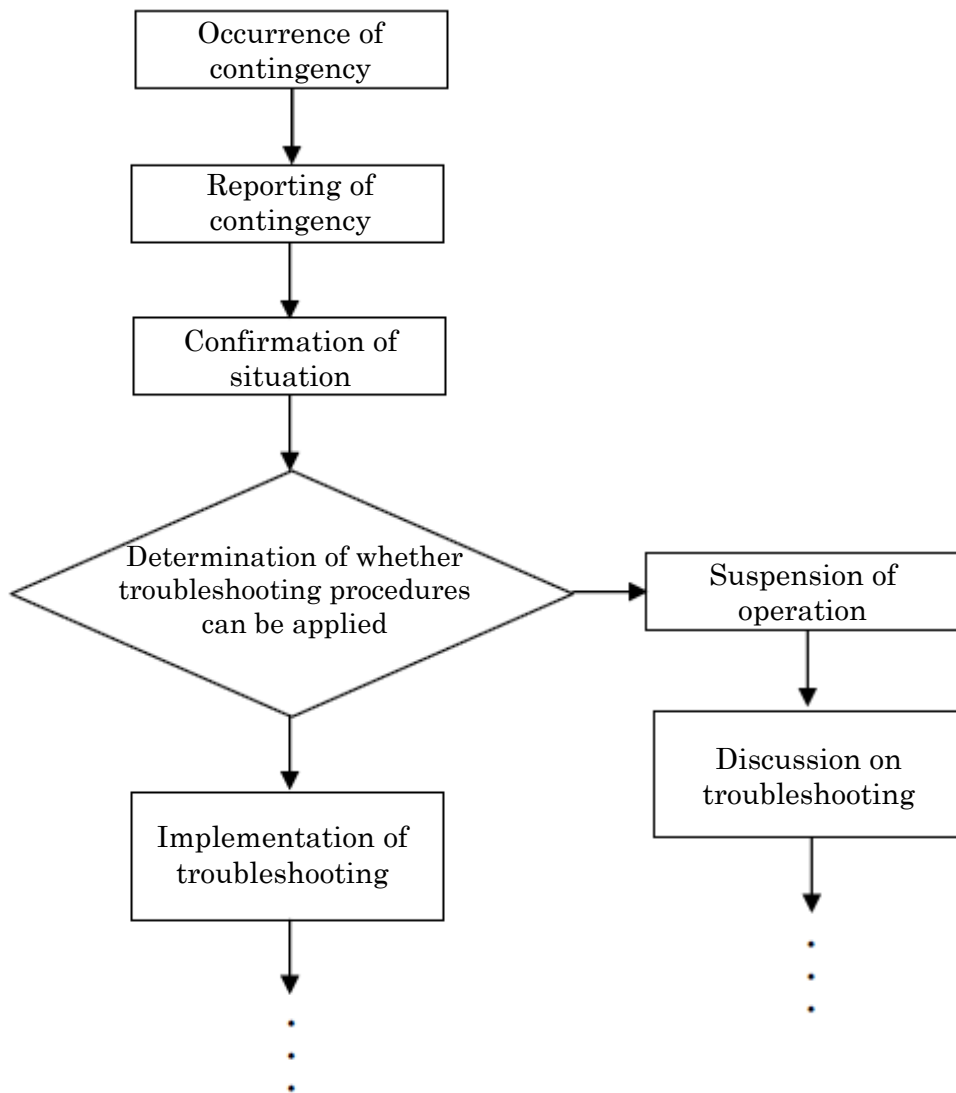 Occurrence of
contingency
Reporting of
contingency
Confirmation of
situation
Determination of whether
troubleshooting procedures
can be applied
Suspension of
operation
Discussion on
troubleshooting
Implementation of
troubleshooting